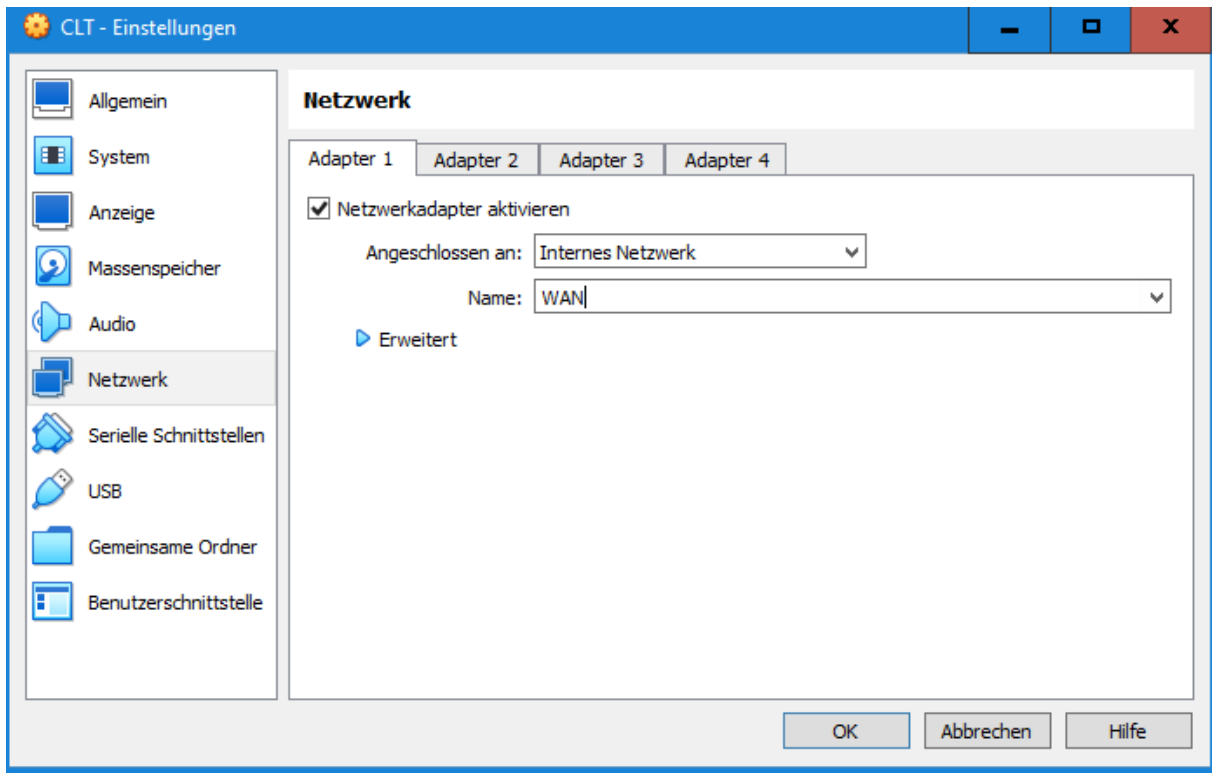 CLT - Einstellungen
Allgemein
System
Anzeige
Massenspeicher
Audio
Netzwerk
Serielle Schnittstellen
USB
Gemeinsame Ordner
Benutzerschnittstelle
Netzwerk
Adapter 1 Adapter 2 Adapter 3 Adapter 4
Netzwerkadapter aktivieren
Angeschlossen an: Internes Netzwerk
Name: WAN
Erweitert
OK Abbrechen Hilfe